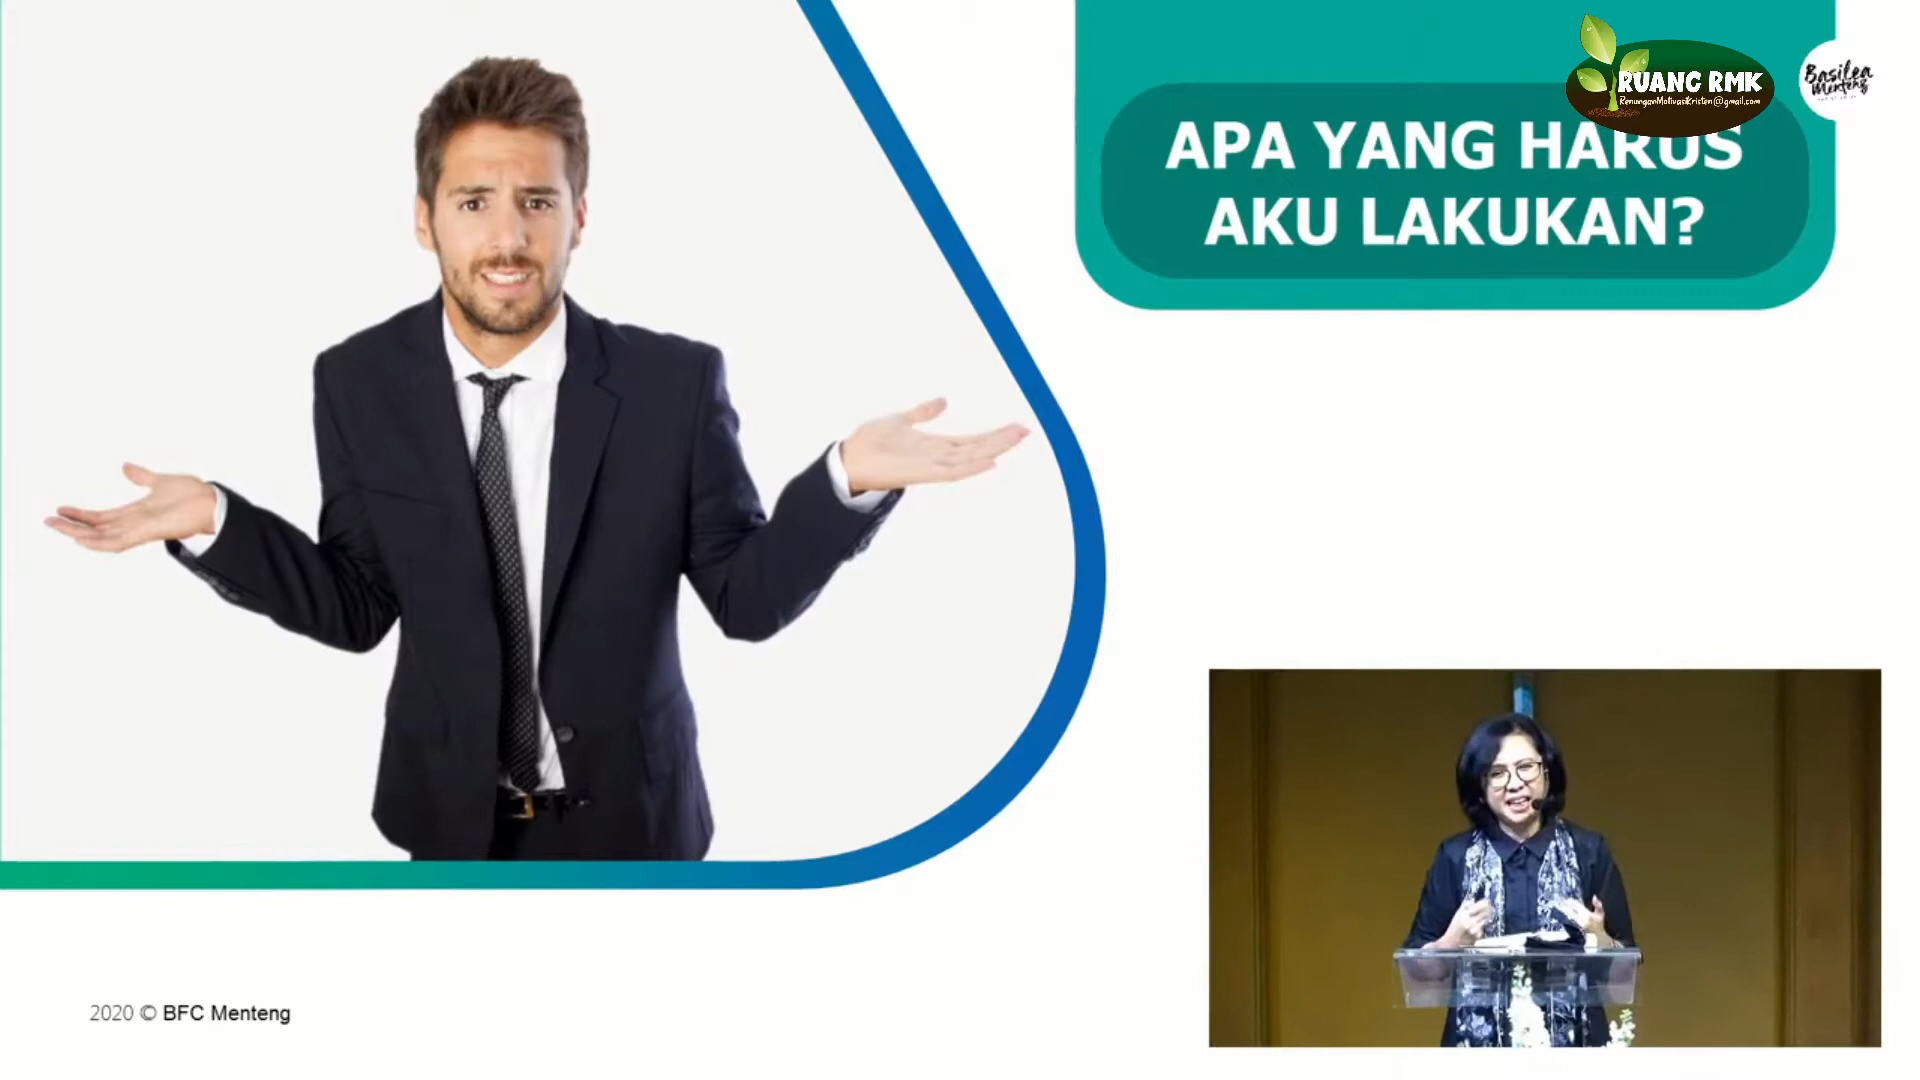 RUANG RMK
RenunganMotivasiKristen@gmail.com
Basilea
Menteng
APA YANG HARUS
AKU LAKUKAN?
2020 © BFC Menteng